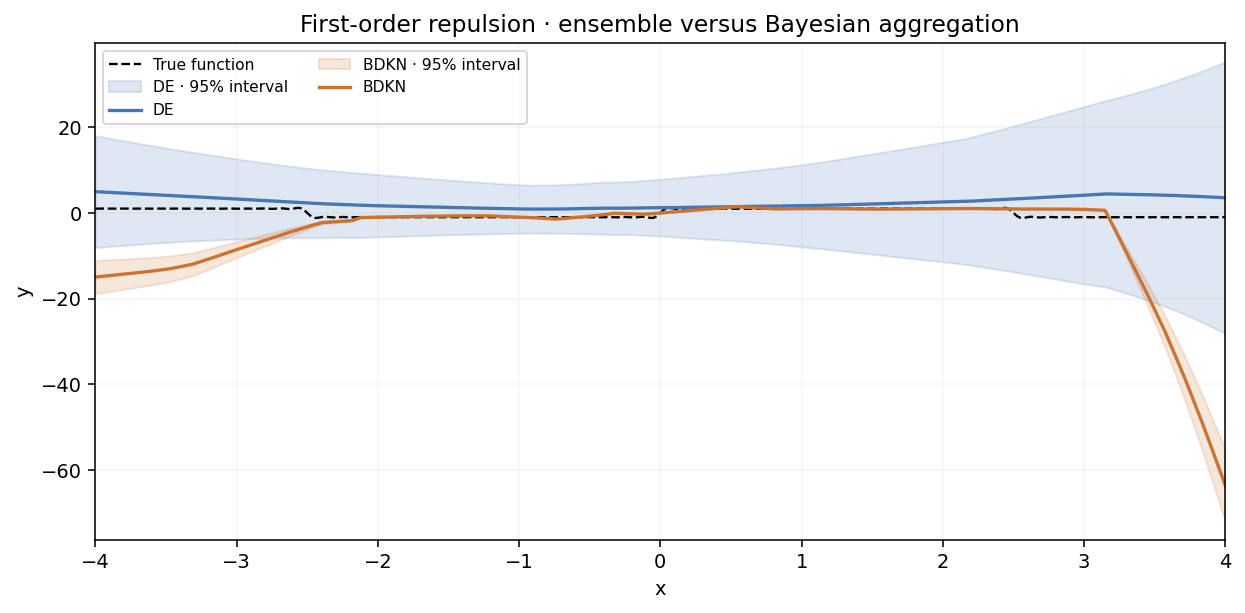 First-order repulsion · ensemble versus Bayesian aggregation
True function
DE · 95% interval
DE
BDKN · 95% interval
BDKN
y
20
0
−20
−40
−60
−4
−3
−2
−1
0
1
2
3
4
x